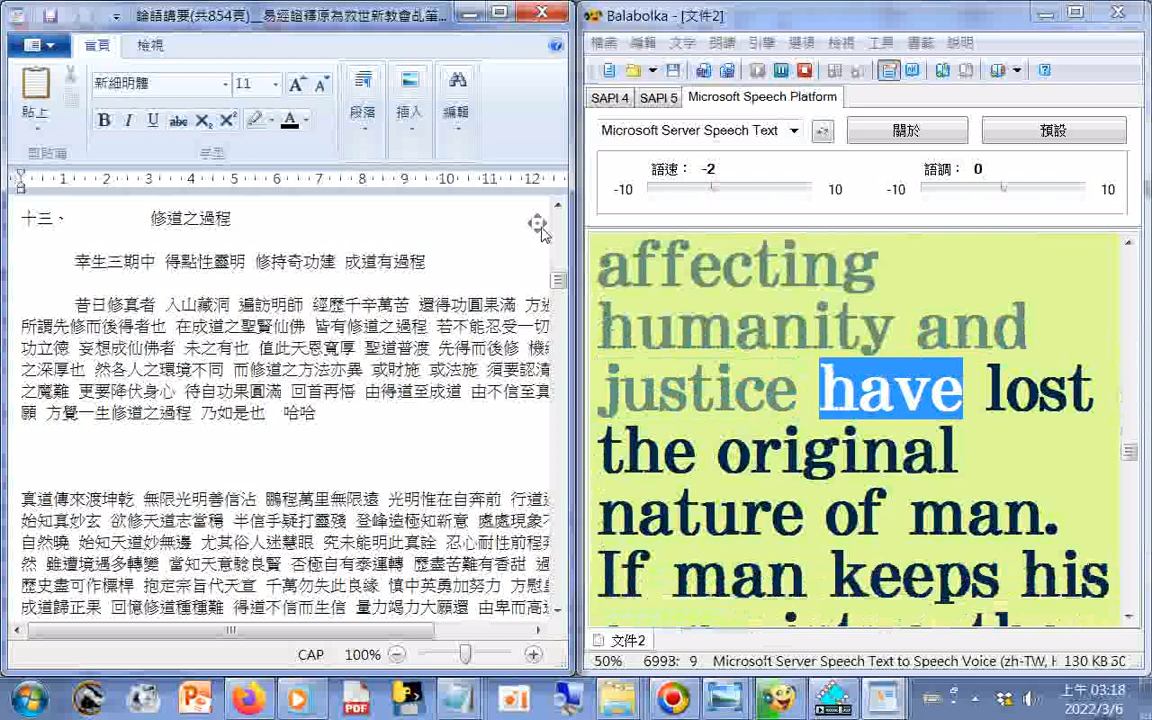 論語講要(共854頁)__易經證釋原為救世新教會乩筆...
首頁 檢視
貼上
新細明體 11
B I U abc X₂ X² A
段落 插入 編輯
剪貼簿 字型
1 2 3 4 5 6 7 8 9 10 11 12
十三、 修道之過程
幸生三期中 得點性靈明 修持奇功建 成道有過程
昔日修真者 入山藏洞 遍訪明師 經歷千辛萬苦 還得功圓果滿 方
所謂先修而後得者也 在成道之聖賢仙佛 皆有修道之過程 若不能忍受一切
功立德 妄想成仙佛者 未之有也 值此天恩寬厚 聖道普渡 先得而後修 機
之深厚也 然各人之環境不同 而修道之方法亦異 或財施 或法施 須要認清
之魔難 更要降伏身心 待自功果圓滿 回首再悟 由得道至成道 由不信至真
願 方覺一生修道之過程 乃如是也 哈哈
真道傳來渡坤乾 無限光明善信沾 鵬程萬里無限遠 光明惟在自奔前 行道
始知真妙玄 欲修天道志當穩 半信乎疑打靈殘 登峰造極知新意 處處現象
自然曉 始知天道妙無邊 尤其俗人迷慧眼 究未能明此真詮 忍心耐性前程
然 雖遭境遇多轉變 當知天意驗良賢 否極自有泰運轉 歷盡苦難有香甜
歷史盡可作標桿 抱定宗旨代天宣 千萬勿失此良緣 慎中英勇加努力 方慰
成道歸正果 回憶修道種種難 得道不信而生信 量力竭力大願還 由卑而高
CAP 100%
Balabolka - [文件2]
檔案 編輯 文字 朗讀 引擎 選項 檢視 工具 書籤 說明
SAPI 4 SAPI 5 Microsoft Speech Platform
Microsoft Server Speech Text 關於 預設
語速： -2 語調： 0
-10 10 -10 10
affecting
humanity and
justice have lost
the original
nature of man.
If man keeps his
文件2
50% 6993: 9 Microsoft Server Speech Text to Speech Voice (zh-TW, H 130 KB
PDF
上午 03:18
2022/3/6